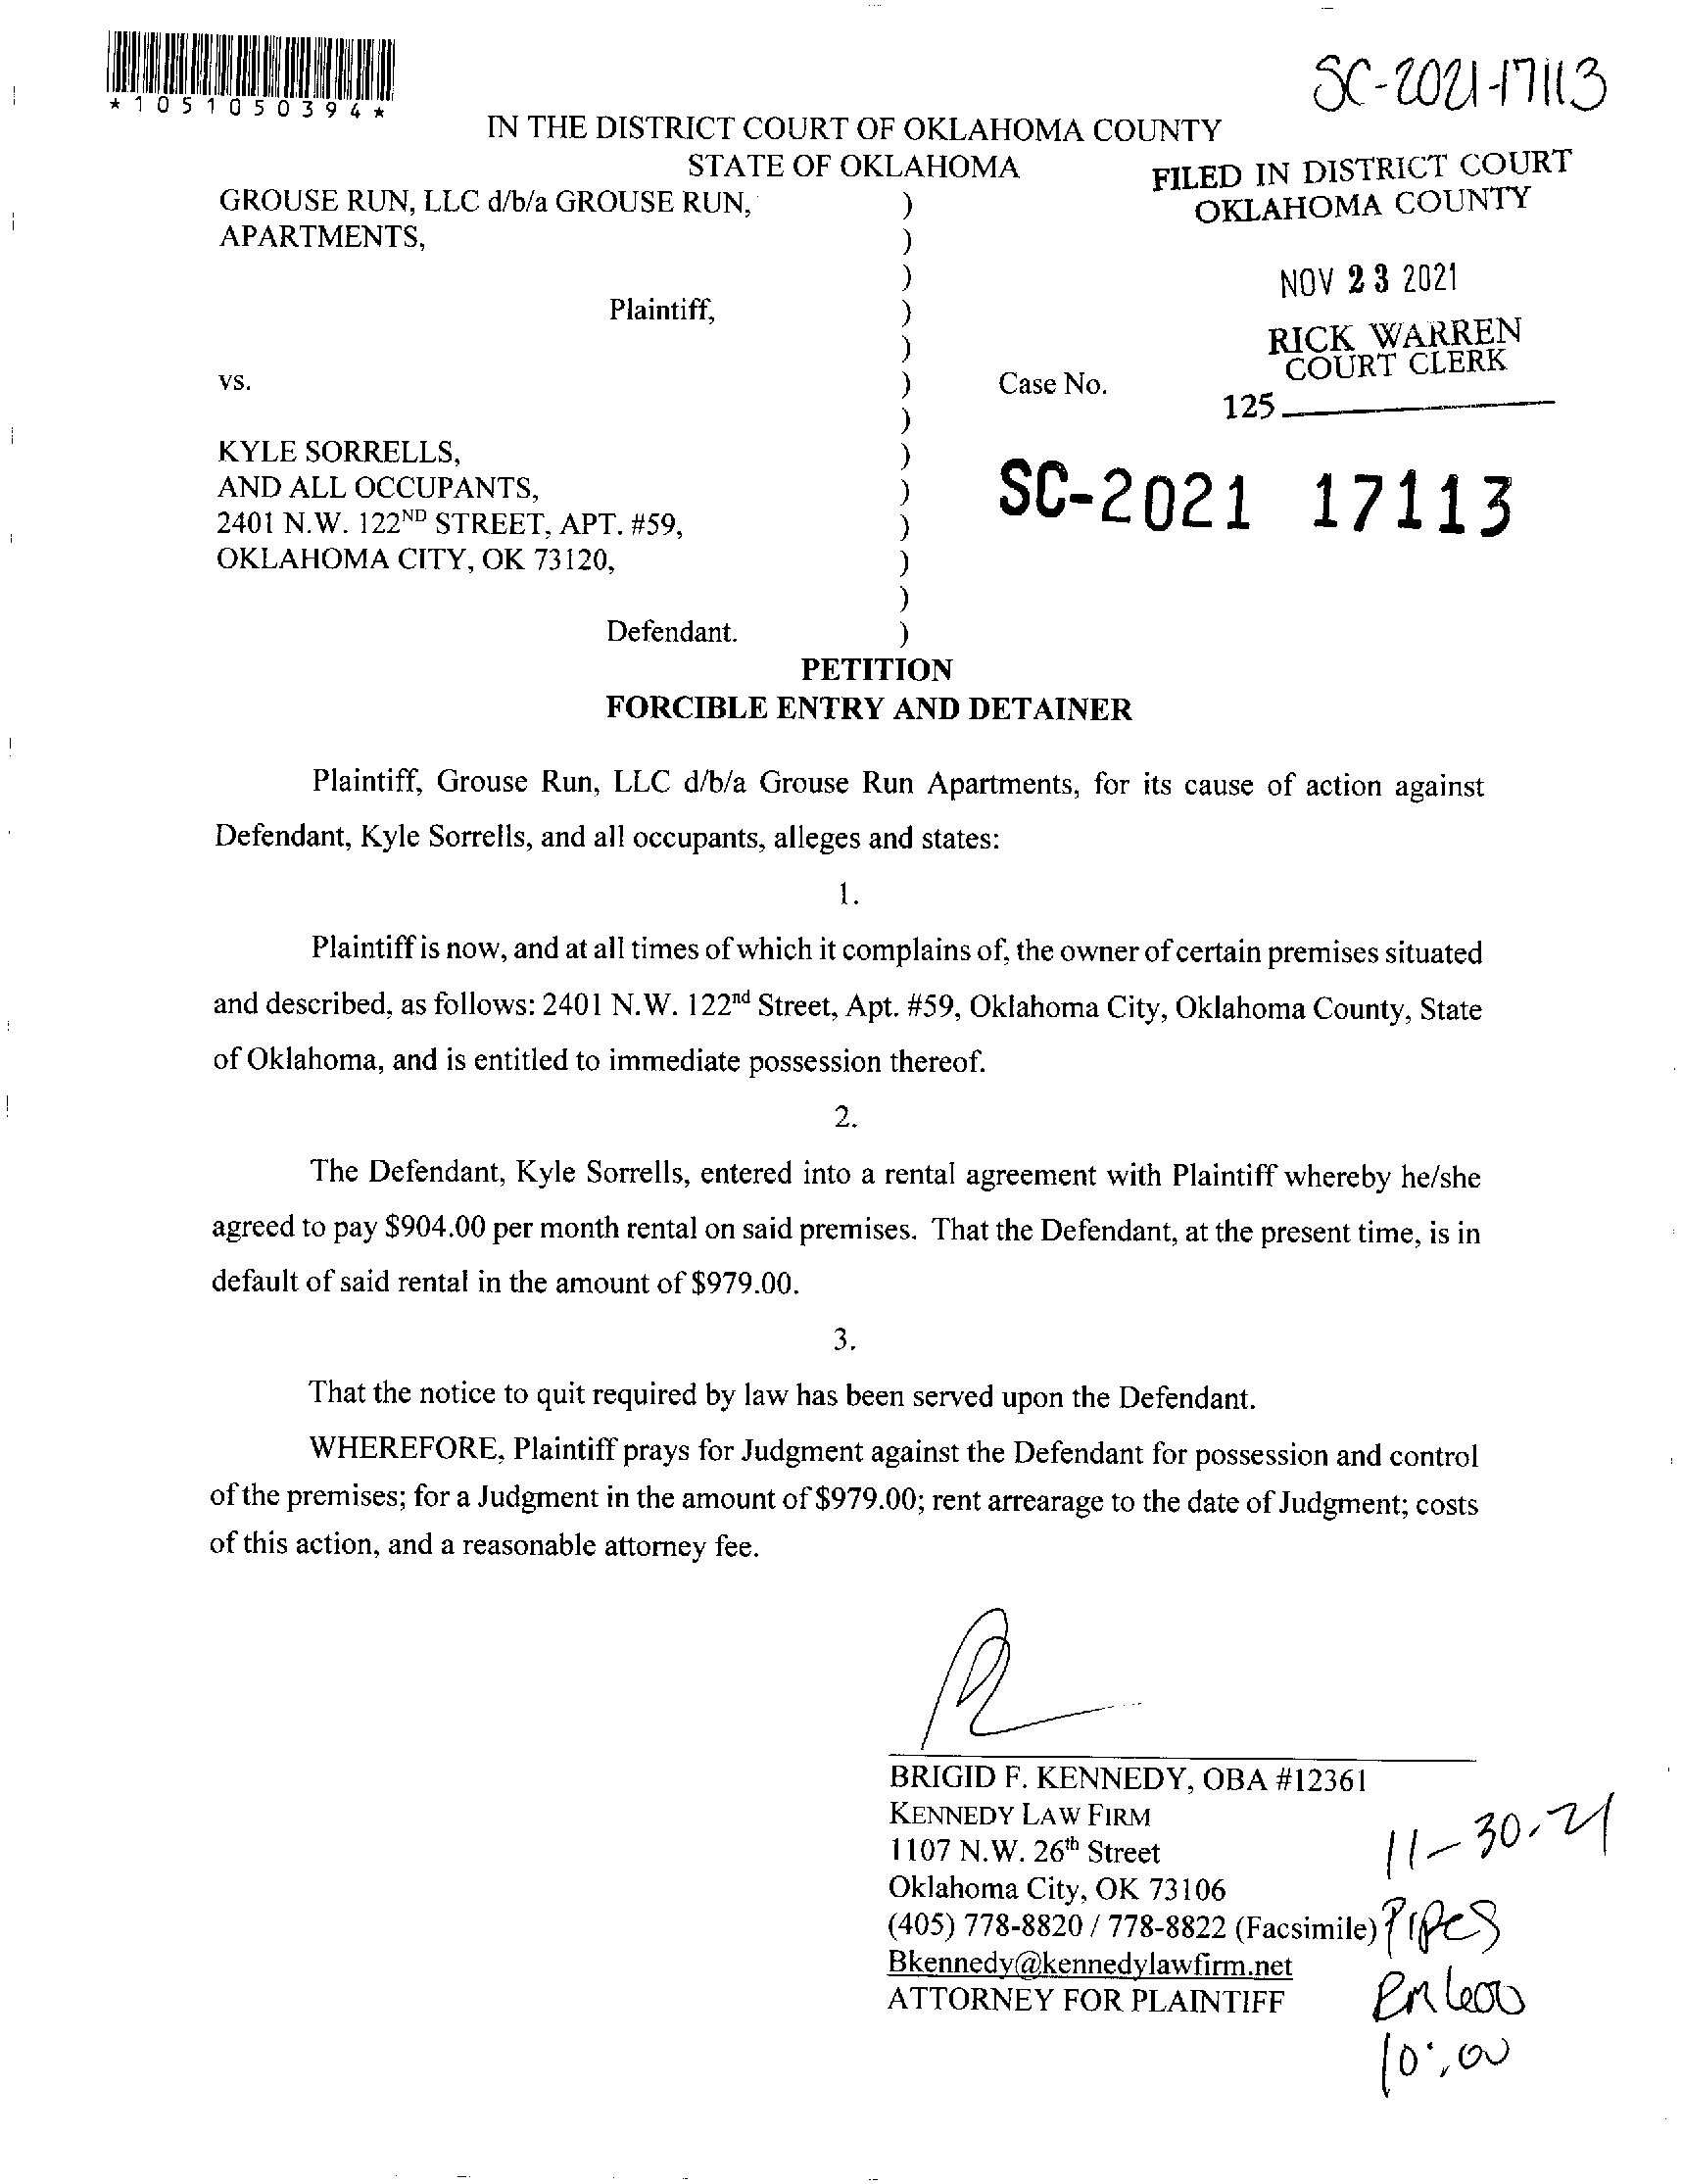 SC-2021-17113
*1051050394*
IN THE DISTRICT COURT OF OKLAHOMA COUNTY
STATE OF OKLAHOMA
FILED IN DISTRICT COURT
OKLAHOMA COUNTY
NOV 23 2021
RICK WARREN
COURT CLERK
125
GROUSE RUN, LLC d/b/a GROUSE RUN, )
APARTMENTS, )
)
Plaintiff, )
)
vs. ) Case No.
)
KYLE SORRELLS, )
AND ALL OCCUPANTS, ) SC-2021 17113
2401 N.W. 122ND STREET, APT. #59, )
OKLAHOMA CITY, OK 73120, )
)
Defendant. )
PETITION
FORCIBLE ENTRY AND DETAINER
Plaintiff, Grouse Run, LLC d/b/a Grouse Run Apartments, for its cause of action against
Defendant, Kyle Sorrells, and all occupants, alleges and states:
1.
Plaintiff is now, and at all times of which it complains of, the owner of certain premises situated
and described, as follows: 2401 N.W. 122nd Street, Apt. #59, Oklahoma City, Oklahoma County, State
of Oklahoma, and is entitled to immediate possession thereof.
2.
The Defendant, Kyle Sorrells, entered into a rental agreement with Plaintiff whereby he/she
agreed to pay $904.00 per month rental on said premises. That the Defendant, at the present time, is in
default of said rental in the amount of $979.00.
3.
That the notice to quit required by law has been served upon the Defendant.
WHEREFORE, Plaintiff prays for Judgment against the Defendant for possession and control
of the premises; for a Judgment in the amount of $979.00; rent arrearage to the date of Judgment; costs
of this action, and a reasonable attorney fee.
BRIGID F. KENNEDY, OBA #12361
KENNEDY LAW FIRM
1107 N.W. 26th Street
Oklahoma City, OK 73106
(405) 778-8820 / 778-8822 (Facsimile)
Bkennedy@kennedylawfirm.net
ATTORNEY FOR PLAINTIFF
11-30-21
Pipes
10:00